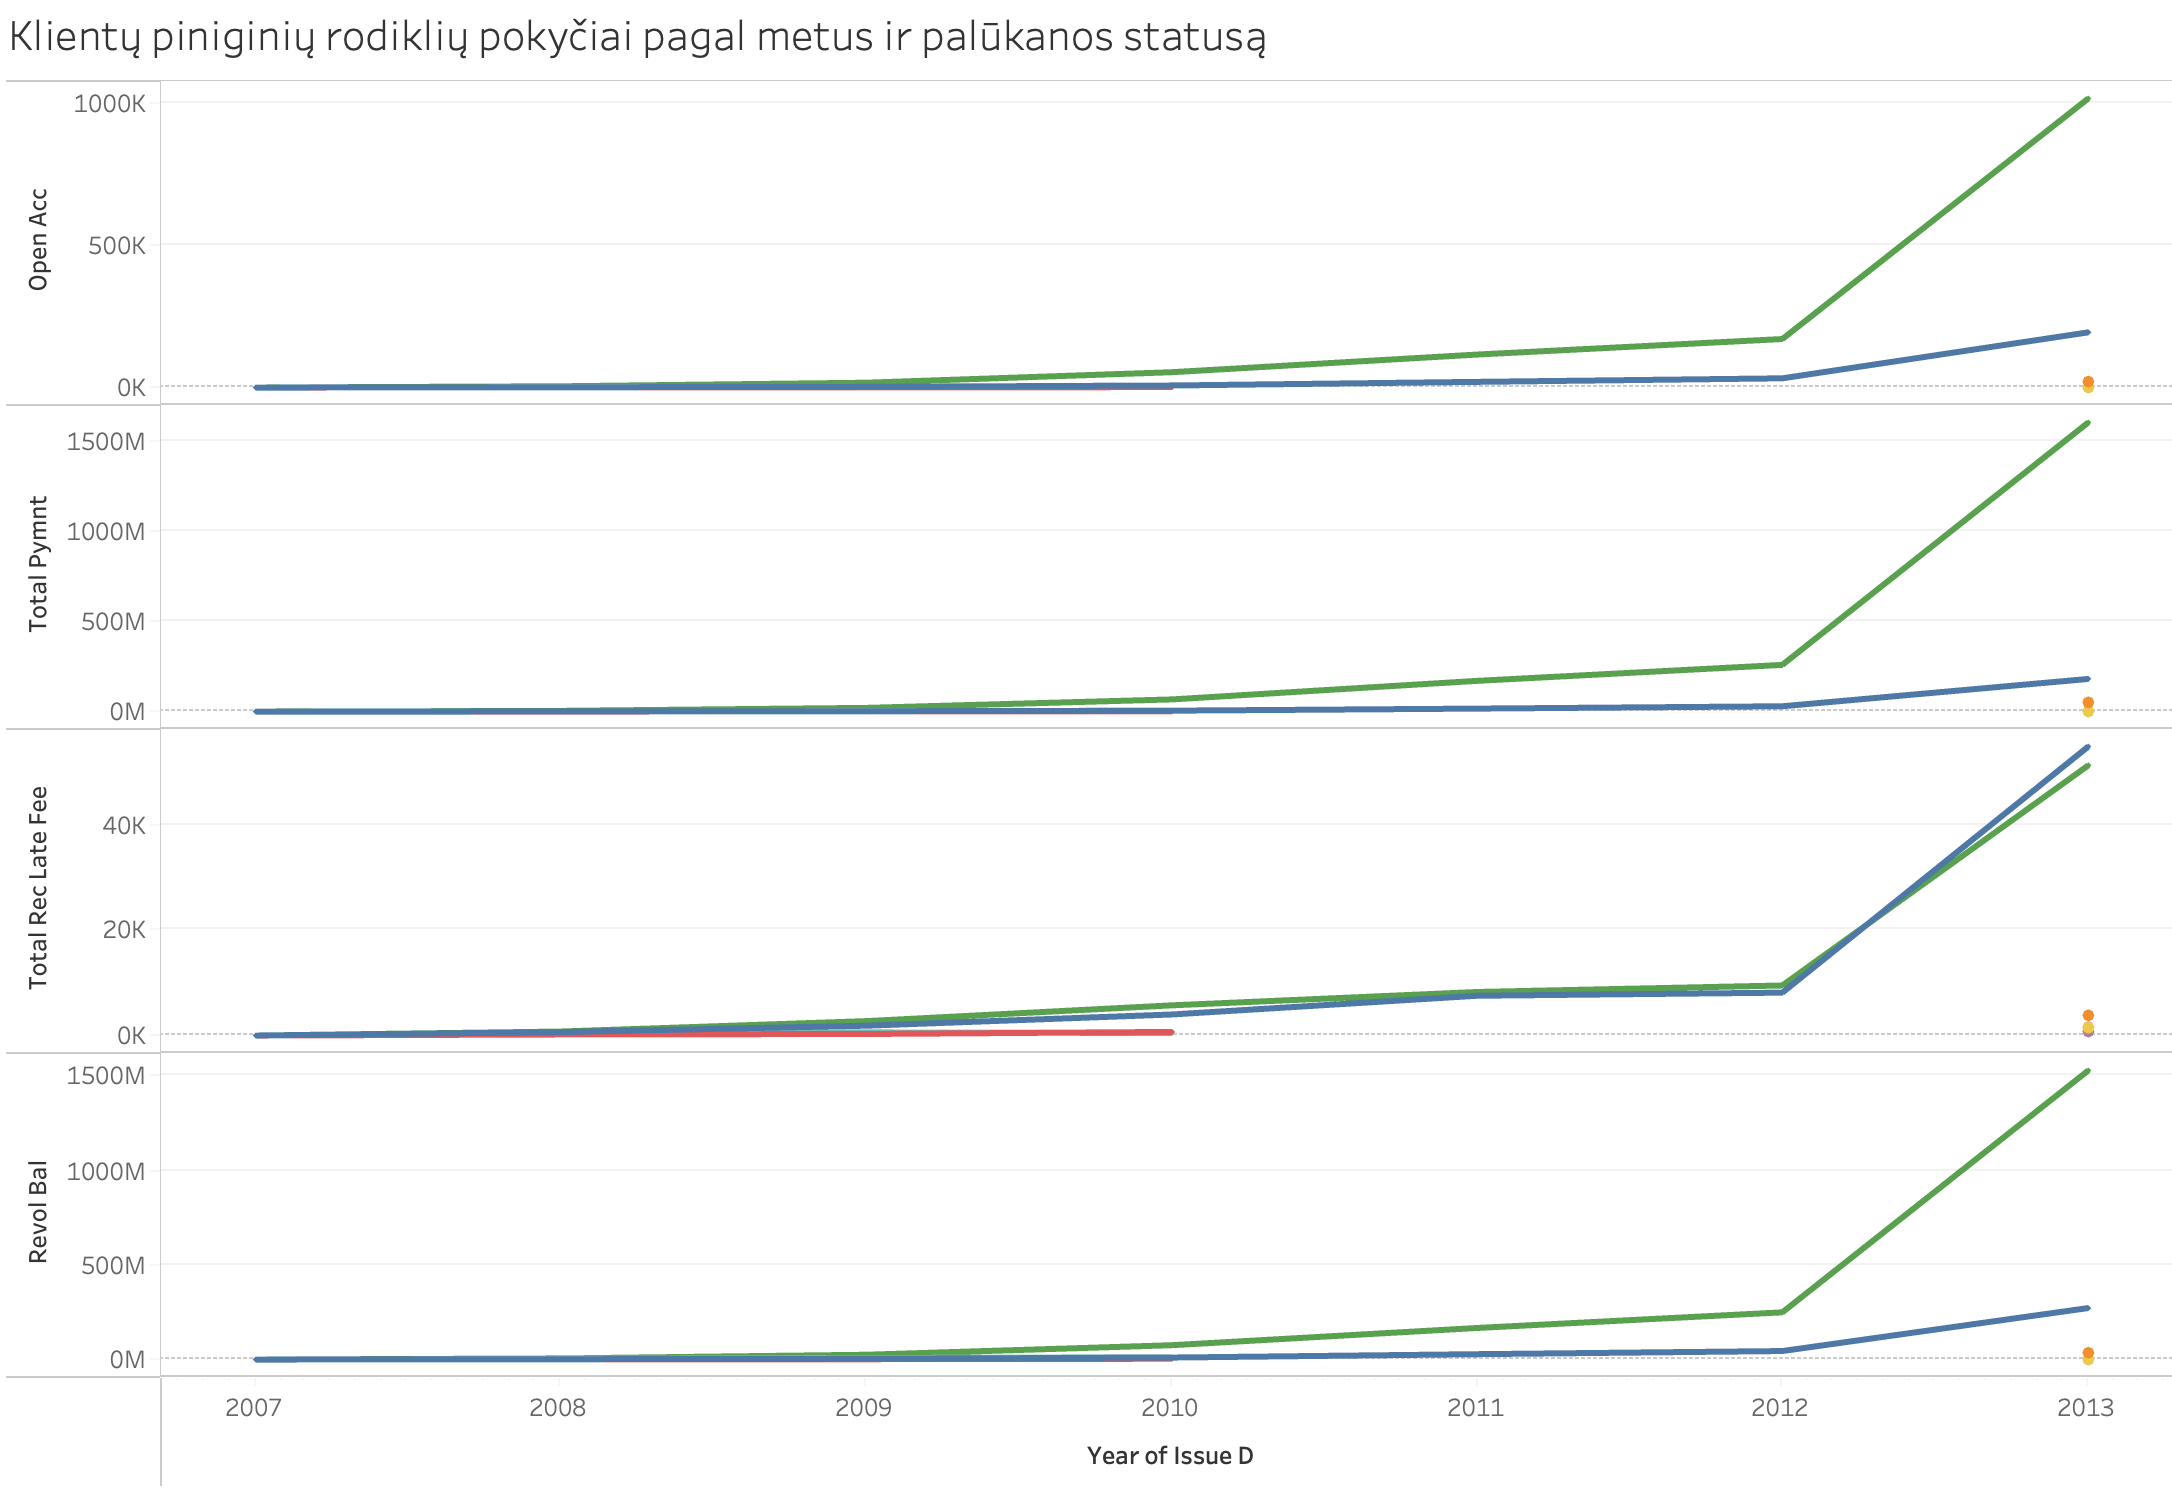 Klientų piniginių rodiklių pokyčiai pagal metus ir palūkanos statusą
1000K
500K
0K
Open Acc
1500M
1000M
500M
0M
Total Pymnt
40K
20K
0K
Total Rec Late Fee
1500M
1000M
500M
0M
Revol Bal
2007 2008 2009 2010 2011 2012 2013
Year of Issue D